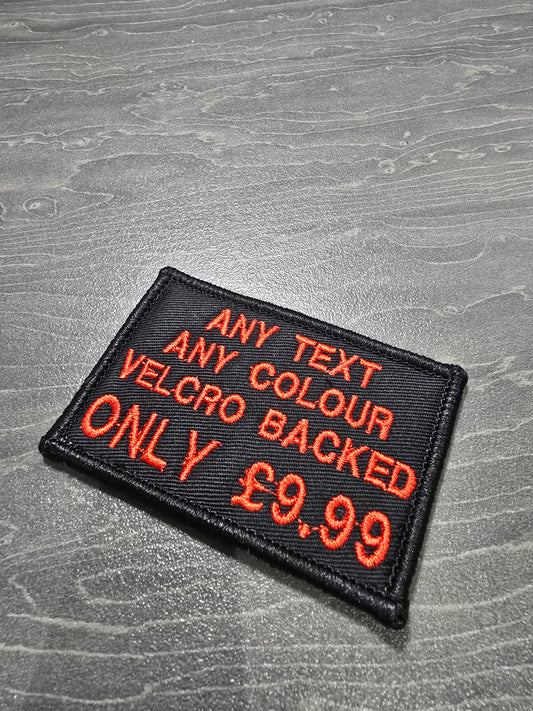 ANY TEXT
ANY COLOUR
VELCRO BACKED
ONLY £9.99